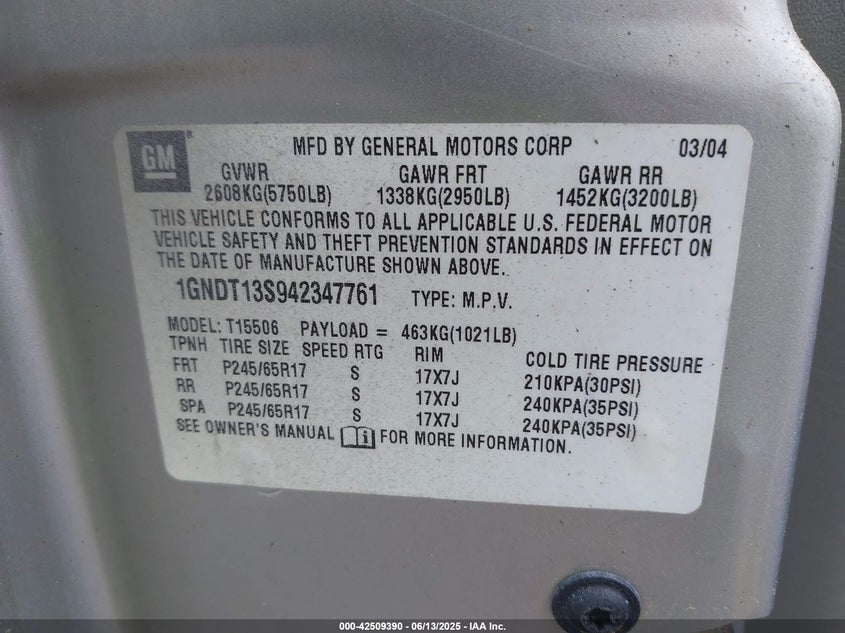 GM®
MFD BY GENERAL MOTORS CORP 03/04
GVWR GAWR FRT GAWR RR
2608KG(5750LB) 1338KG(2950LB) 1452KG(3200LB)
THIS VEHICLE CONFORMS TO ALL APPLICABLE U.S. FEDERAL MOTOR
VEHICLE SAFETY AND THEFT PREVENTION STANDARDS IN EFFECT ON
THE DATE OF MANUFACTURE SHOWN ABOVE.
1GNDT13S942347761 TYPE: M.P.V.
MODEL: T15506 PAYLOAD = 463KG(1021LB)
TPNH TIRE SIZE SPEED RTG RIM COLD TIRE PRESSURE
FRT P245/65R17 S 17X7J 210KPA(30PSI)
RR P245/65R17 S 17X7J 240KPA(35PSI)
SPA P245/65R17 S 17X7J 240KPA(35PSI)
SEE OWNER'S MANUAL i FOR MORE INFORMATION.
000-42509390 - 06/13/2025 - IAA Inc.